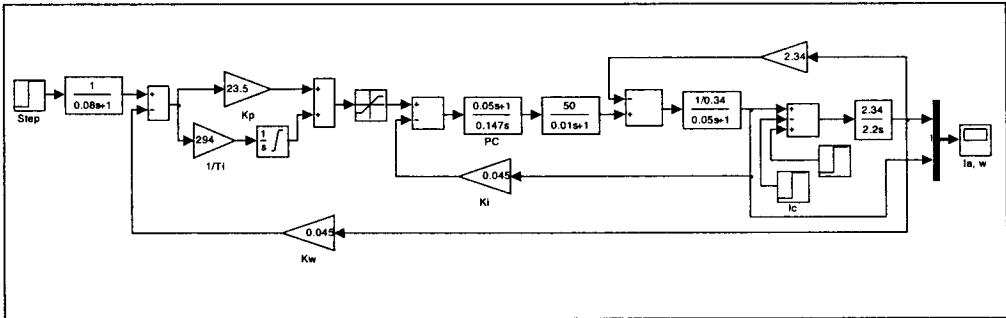 Step
1
0.08s+1
+
−
23.5
Kp
294
1/Ti
1
s
+
+
+
−
0.05s+1
0.147s
PC
50
0.01s+1
−
+
2.34
1/0.34
0.05s+1
+
−
+
2.34
2.2s
Ia, w
0.045
Ki
Ic
0.045
Kw